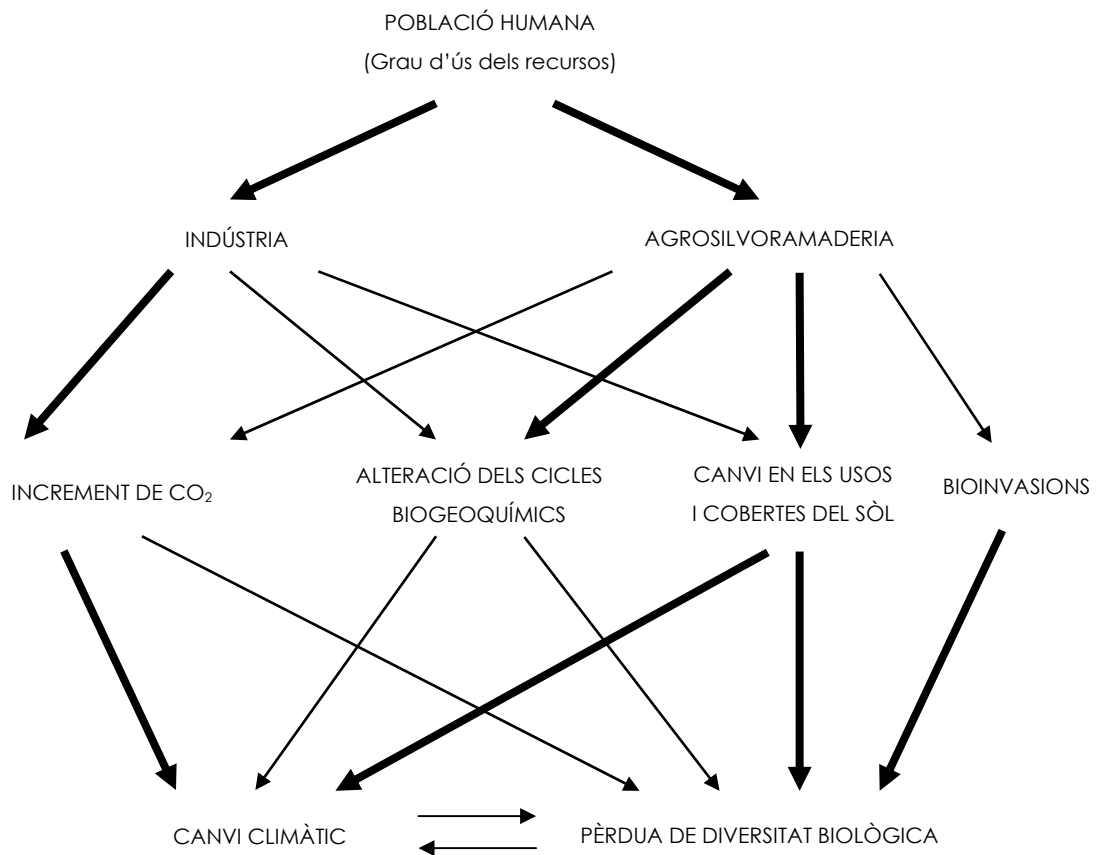 POBLACIÓ HUMANA
(Grau d'ús dels recursos)
INDÚSTRIA
AGROSILVORAMADERIA
INCREMENT DE CO₂
ALTERACIÓ DELS CICLES
BIOGEOQUÍMICS
CANVI EN ELS USOS
I COBERTES DEL SÒL
BIOINVASIONS
CANVI CLIMÀTIC
PÈRDUA DE DIVERSITAT BIOLÒGICA